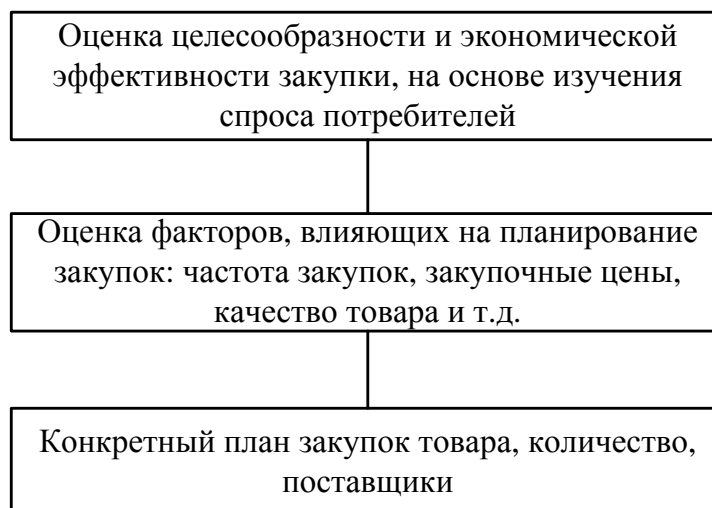 Оценка целесообразности и экономической
эффективности закупки, на основе изучения
спроса потребителей
Оценка факторов, влияющих на планирование
закупок: частота закупок, закупочные цены,
качество товара и т.д.
Конкретный план закупок товара, количество,
поставщики